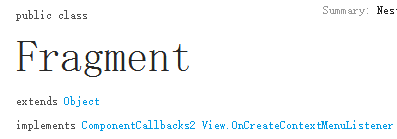 public class
Summary: Nes
Fragment
extends Object
implements ComponentCallbacks2 View.OnCreateContextMenuListener